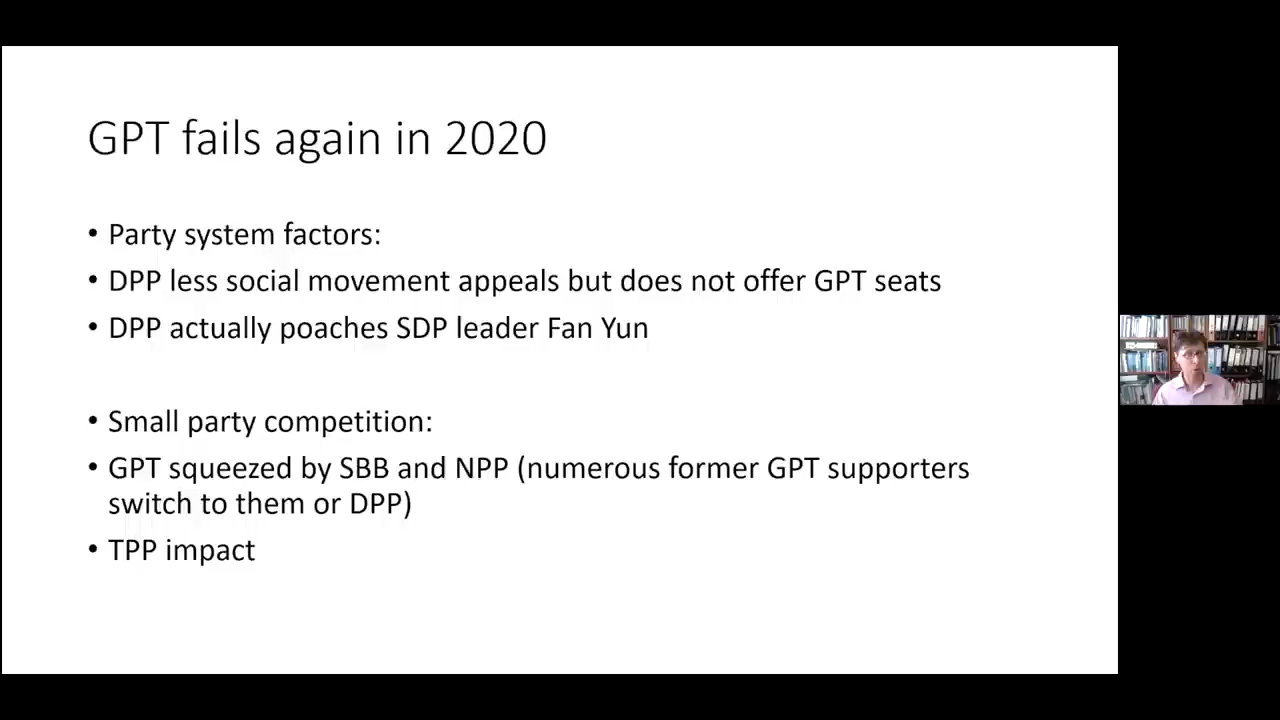 GPT fails again in 2020
• Party system factors:
• DPP less social movement appeals but does not offer GPT seats
• DPP actually poaches SDP leader Fan Yun
• Small party competition:
• GPT squeezed by SBB and NPP (numerous former GPT supporters
switch to them or DPP)
• TPP impact